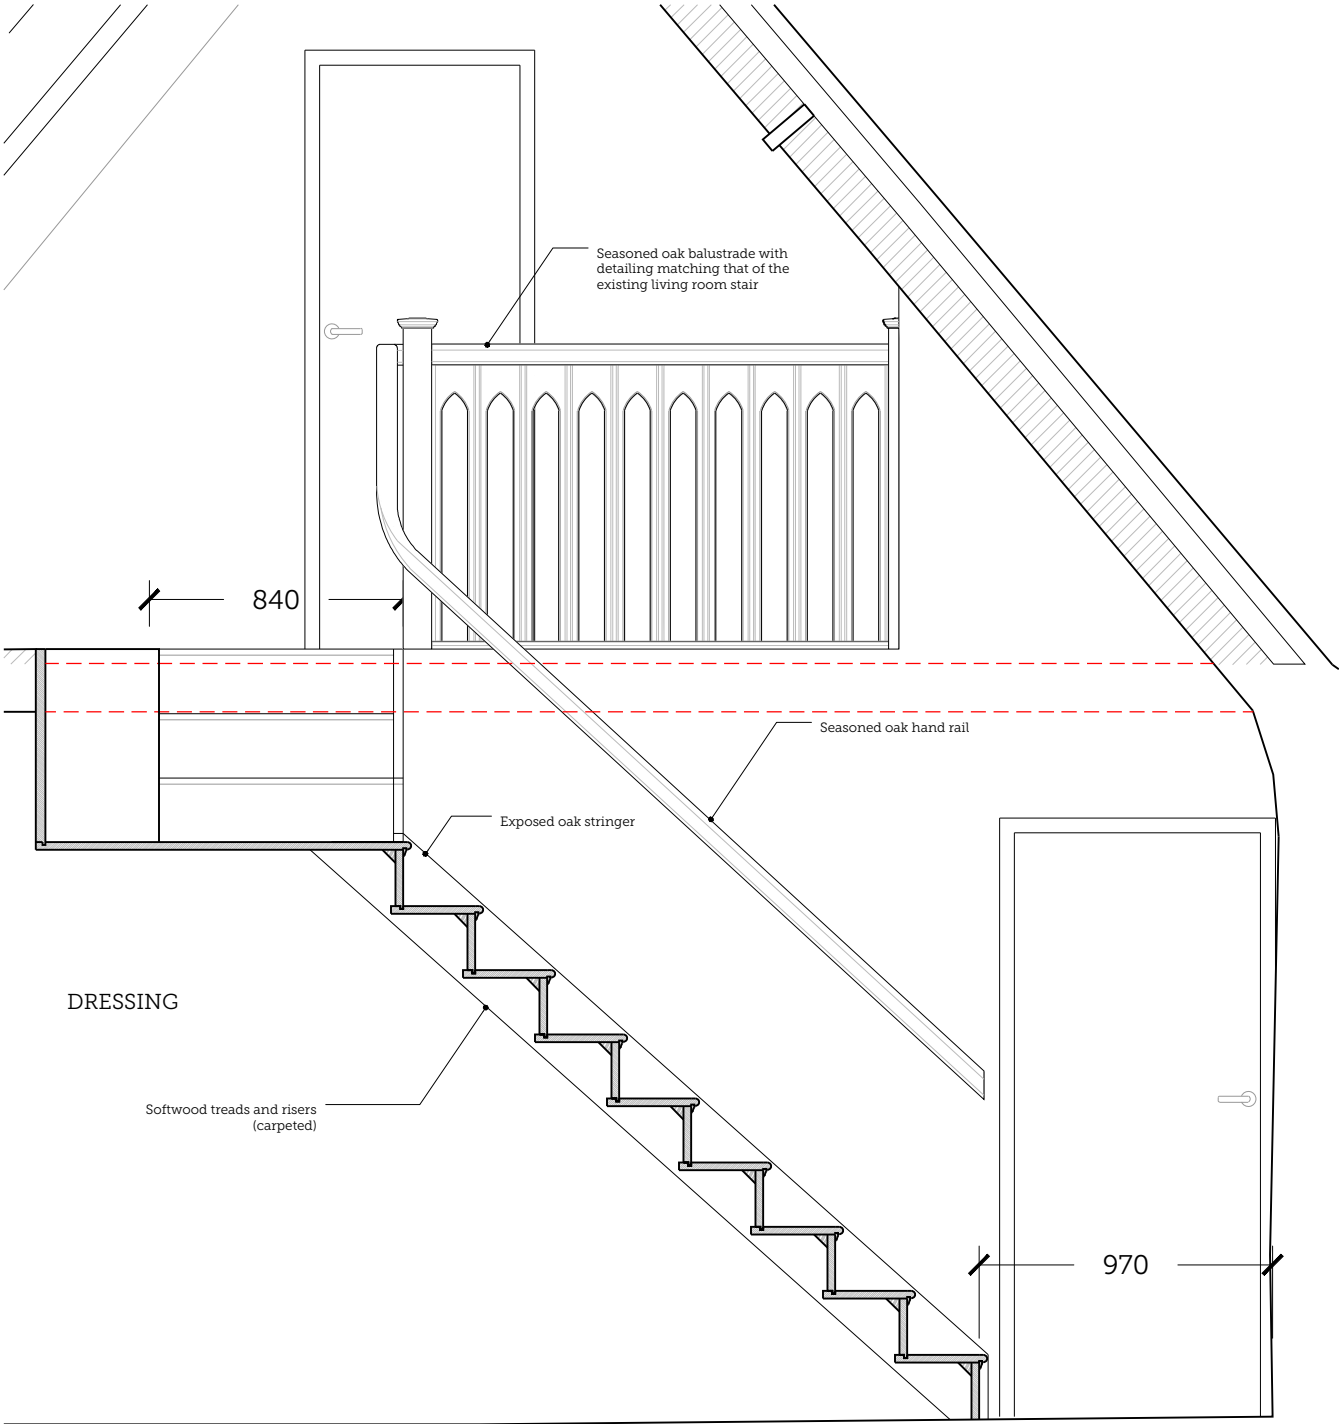 Seasoned oak balustrade with
detailing matching that of the
existing living room stair
840
Seasoned oak hand rail
Exposed oak stringer
DRESSING
Softwood treads and risers
(carpeted)
970